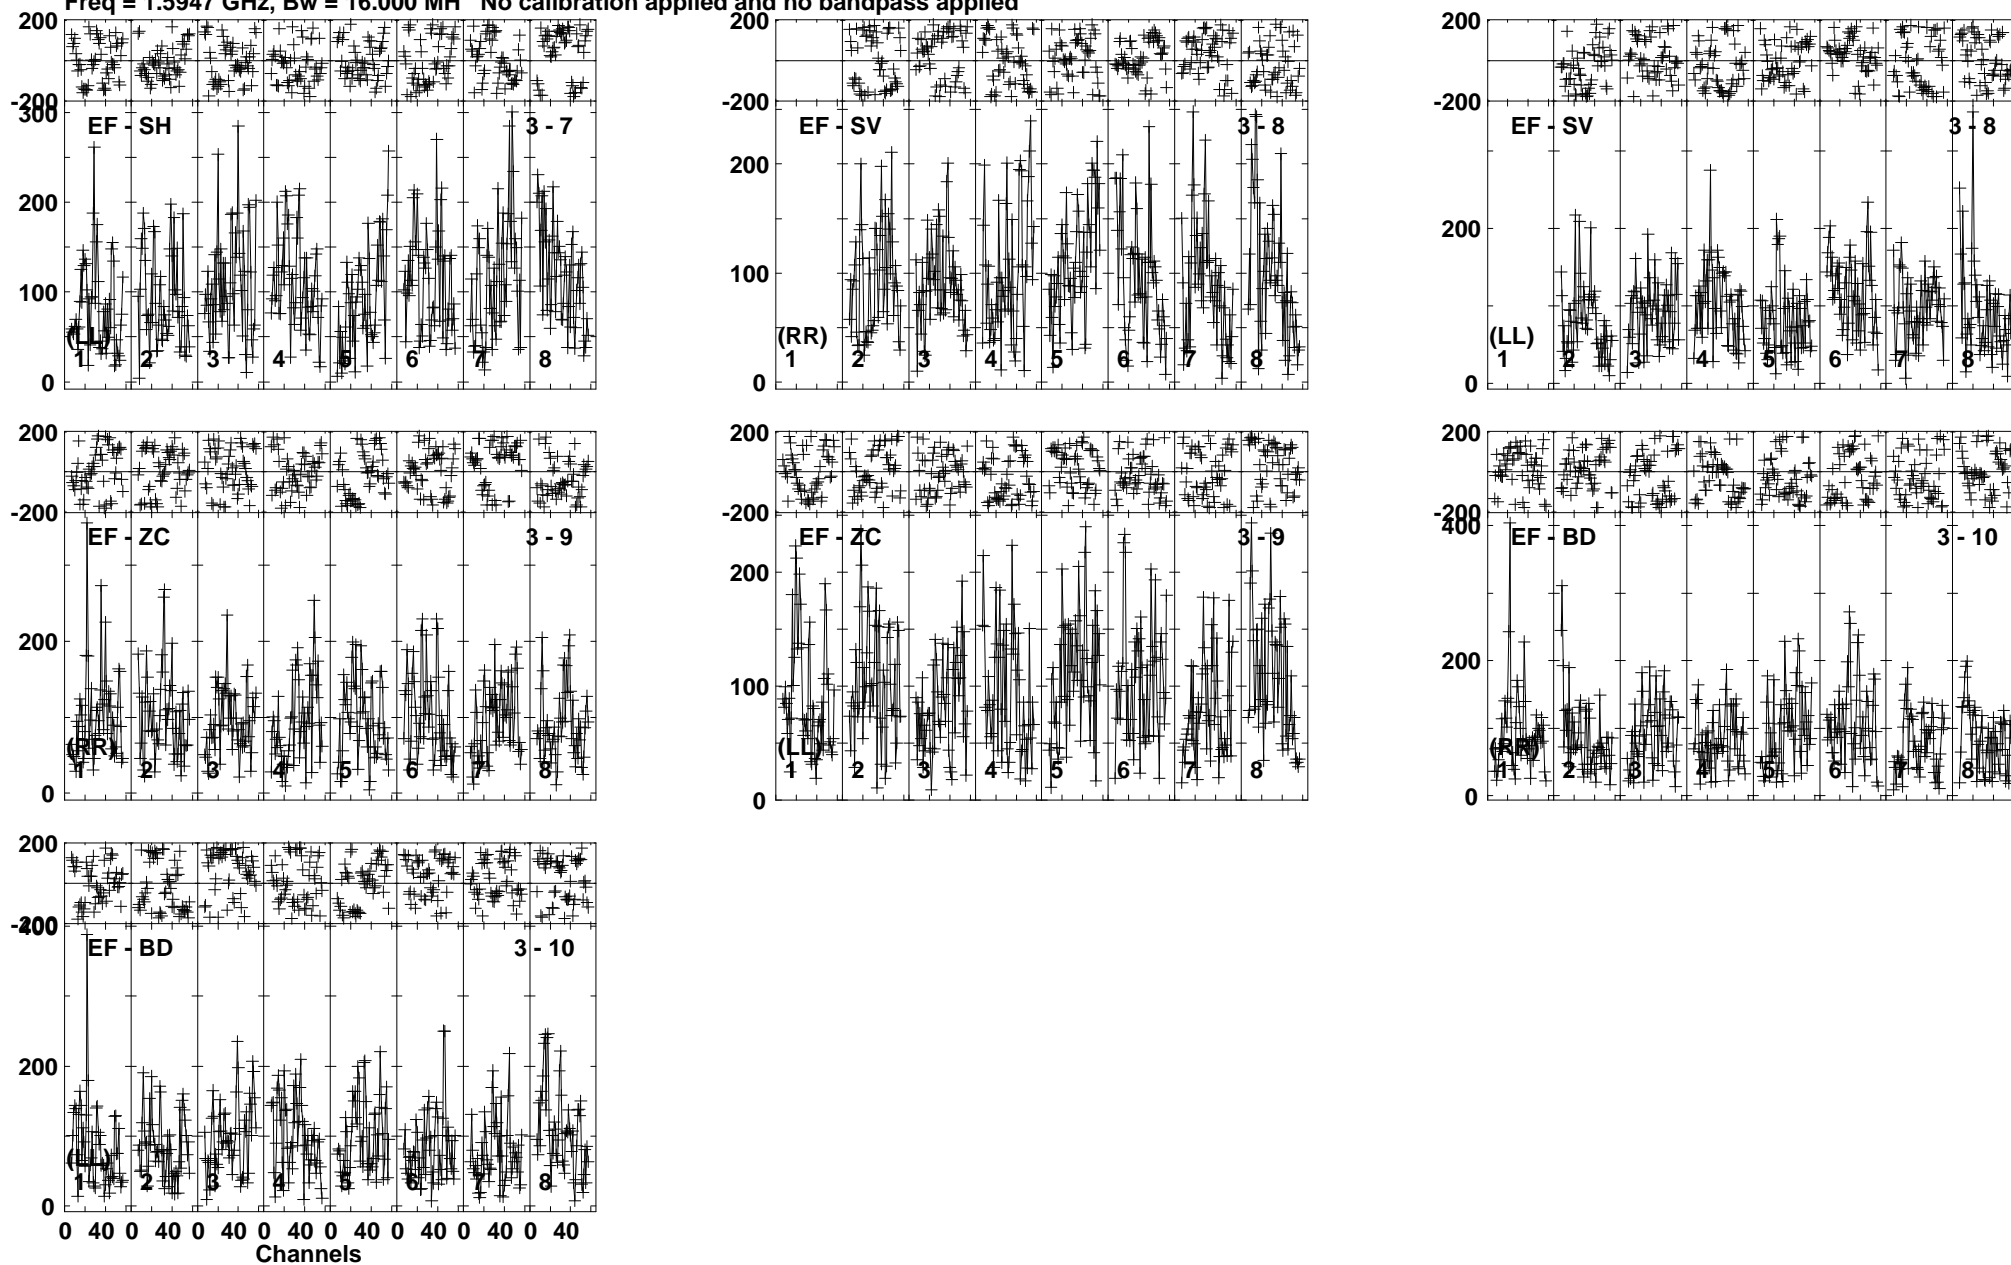 Freq = 1.5947 GHz, Bw = 16.000 MH No calibration applied and no bandpass applied
200
-200
300
200
100
0
EF - SH 3 - 7
(LL)
1 2 3 4 5 6 7 8
200
-200
200
100
0
EF - SV 3 - 8
(RR)
1 2 3 4 5 6 7 8
200
-200
200
0
EF - SV 3 - 8
(LL)
1 2 3 4 5 6 7 8
200
-200
200
0
EF - ZC 3 - 9
(RR)
1 2 3 4 5 6 7 8
200
-200
200
100
0
EF - ZC 3 - 9
(LL)
1 2 3 4 5 6 7 8
200
-200
400
200
0
EF - BD 3 - 10
(RR)
1 2 3 4 5 6 7 8
200
-200
400
200
0
EF - BD 3 - 10
(LL)
1 2 3 4 5 6 7 8
0 40 0 40 0 40 0 40 0 40 0 40 0 40 0 40
Channels